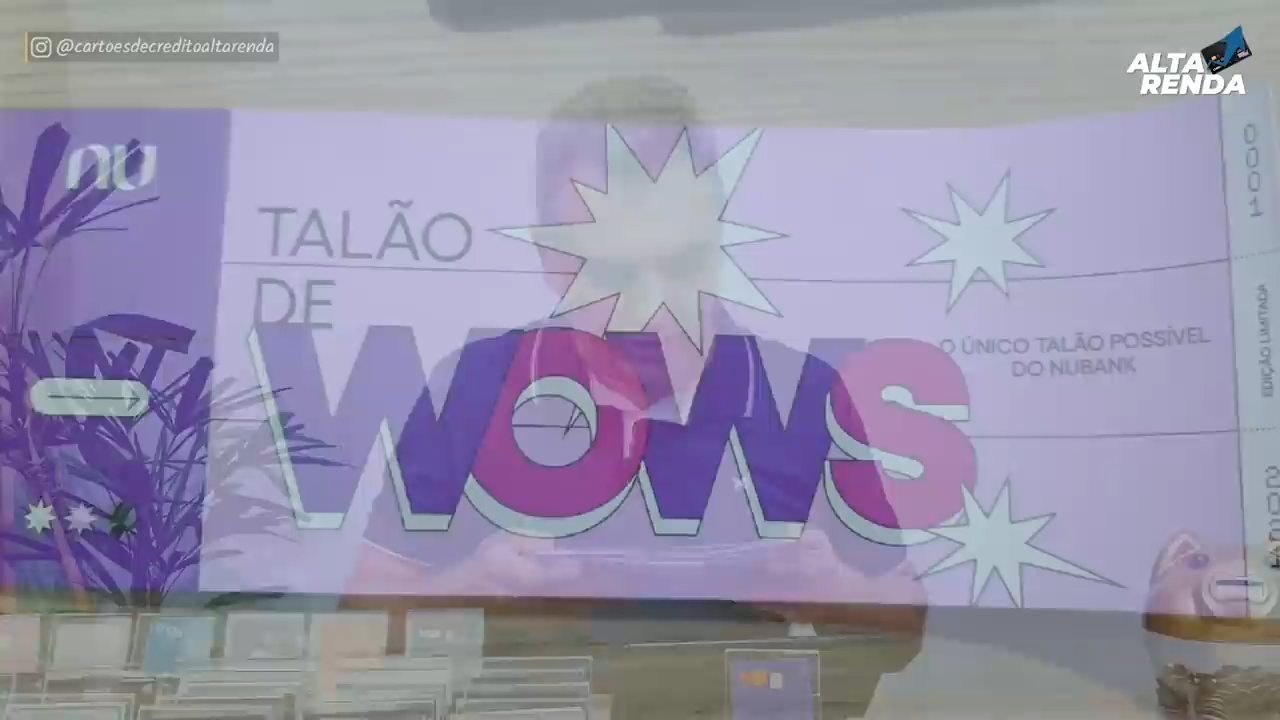 @cartoesdecreditoaltarenda
ALTA
RENDA
nu
TALÃO
DE
WOWS
O ÚNICO TALÃO POSSÍVEL
DO NUBANK
0001
EDIÇÃO LIMITADA